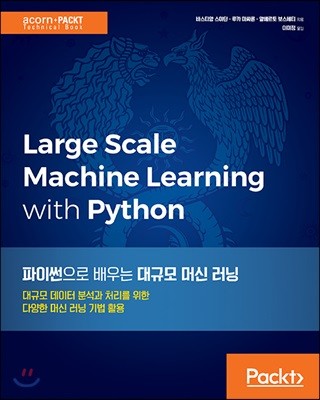 acorn+PACKT
Technical Book
바스티앙 스야딘 · 루카 마싸론 · 알베르토 보스체티 지음
이미정 옮김
Large Scale
Machine Learning
with Python
파이썬으로 배우는 대규모 머신 러닝
대규모 데이터 분석과 처리를 위한
다양한 머신 러닝 기법 활용
Packt>